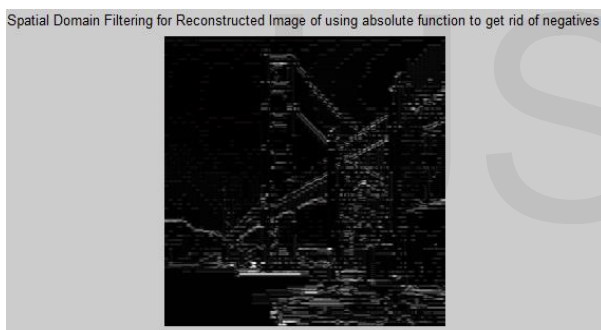 Spatial Domain Filtering for Reconstructed Image of using absolute function to get rid of negatives